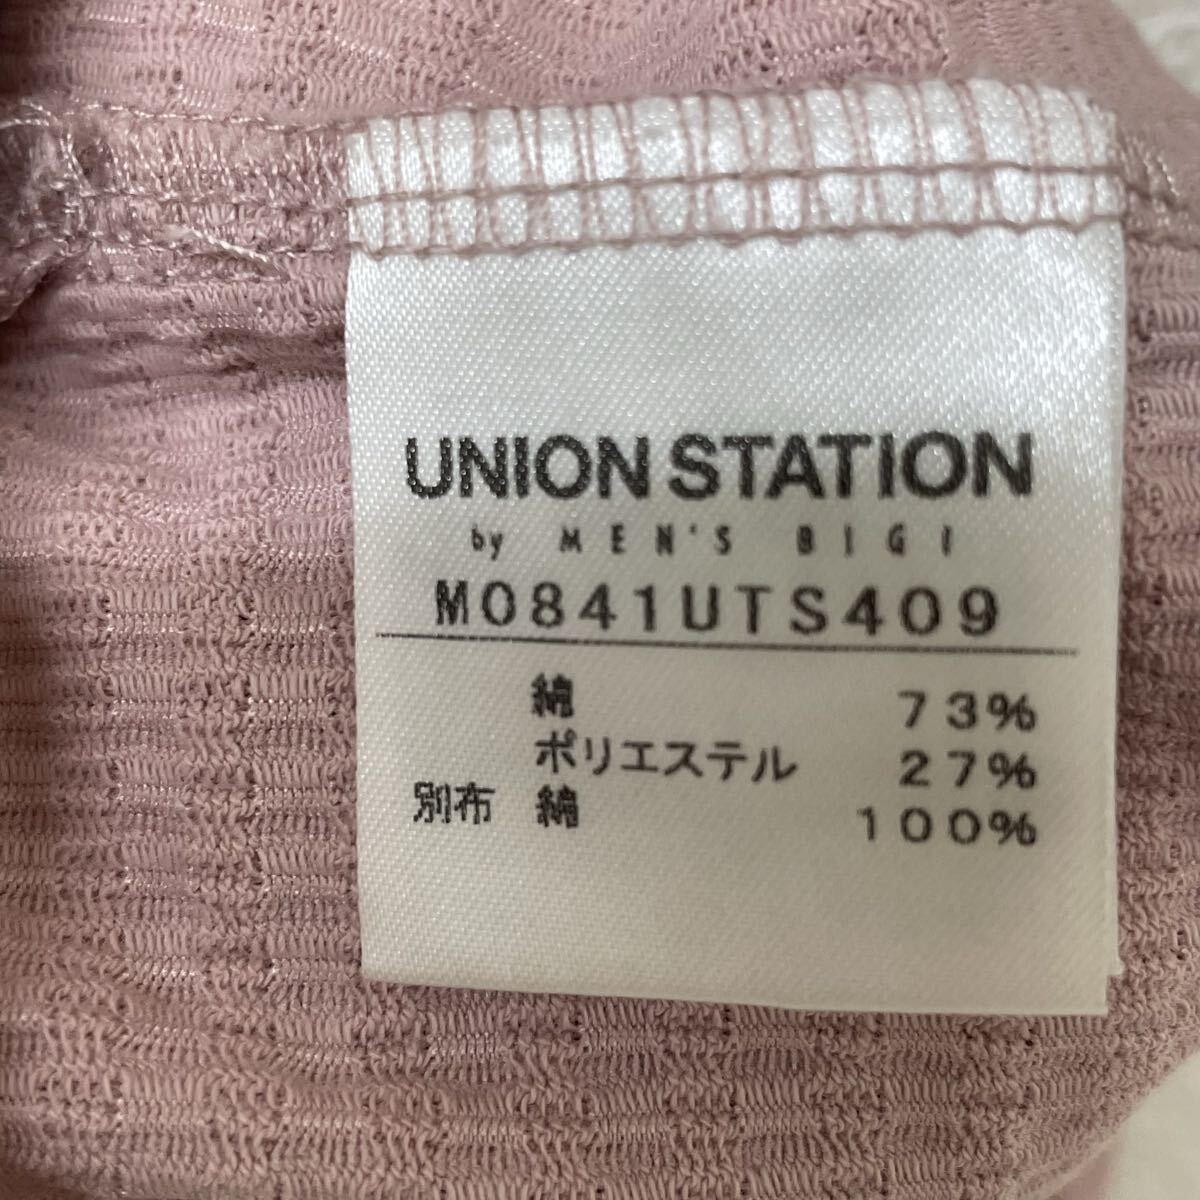 UNION STATION
by MEN'S BIGI
M0841UTS409
綿 73%
ポリエステル 27%
別布 綿 100%